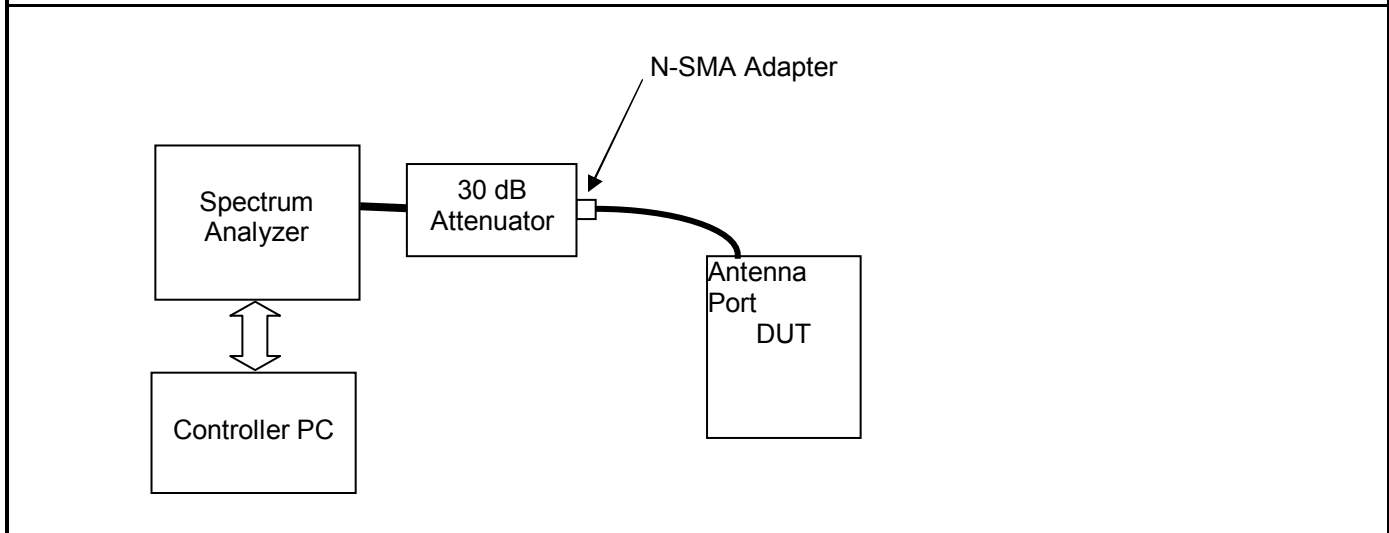 N-SMA Adapter
Spectrum
Analyzer
30 dB
Attenuator
Antenna
Port
DUT
Controller PC